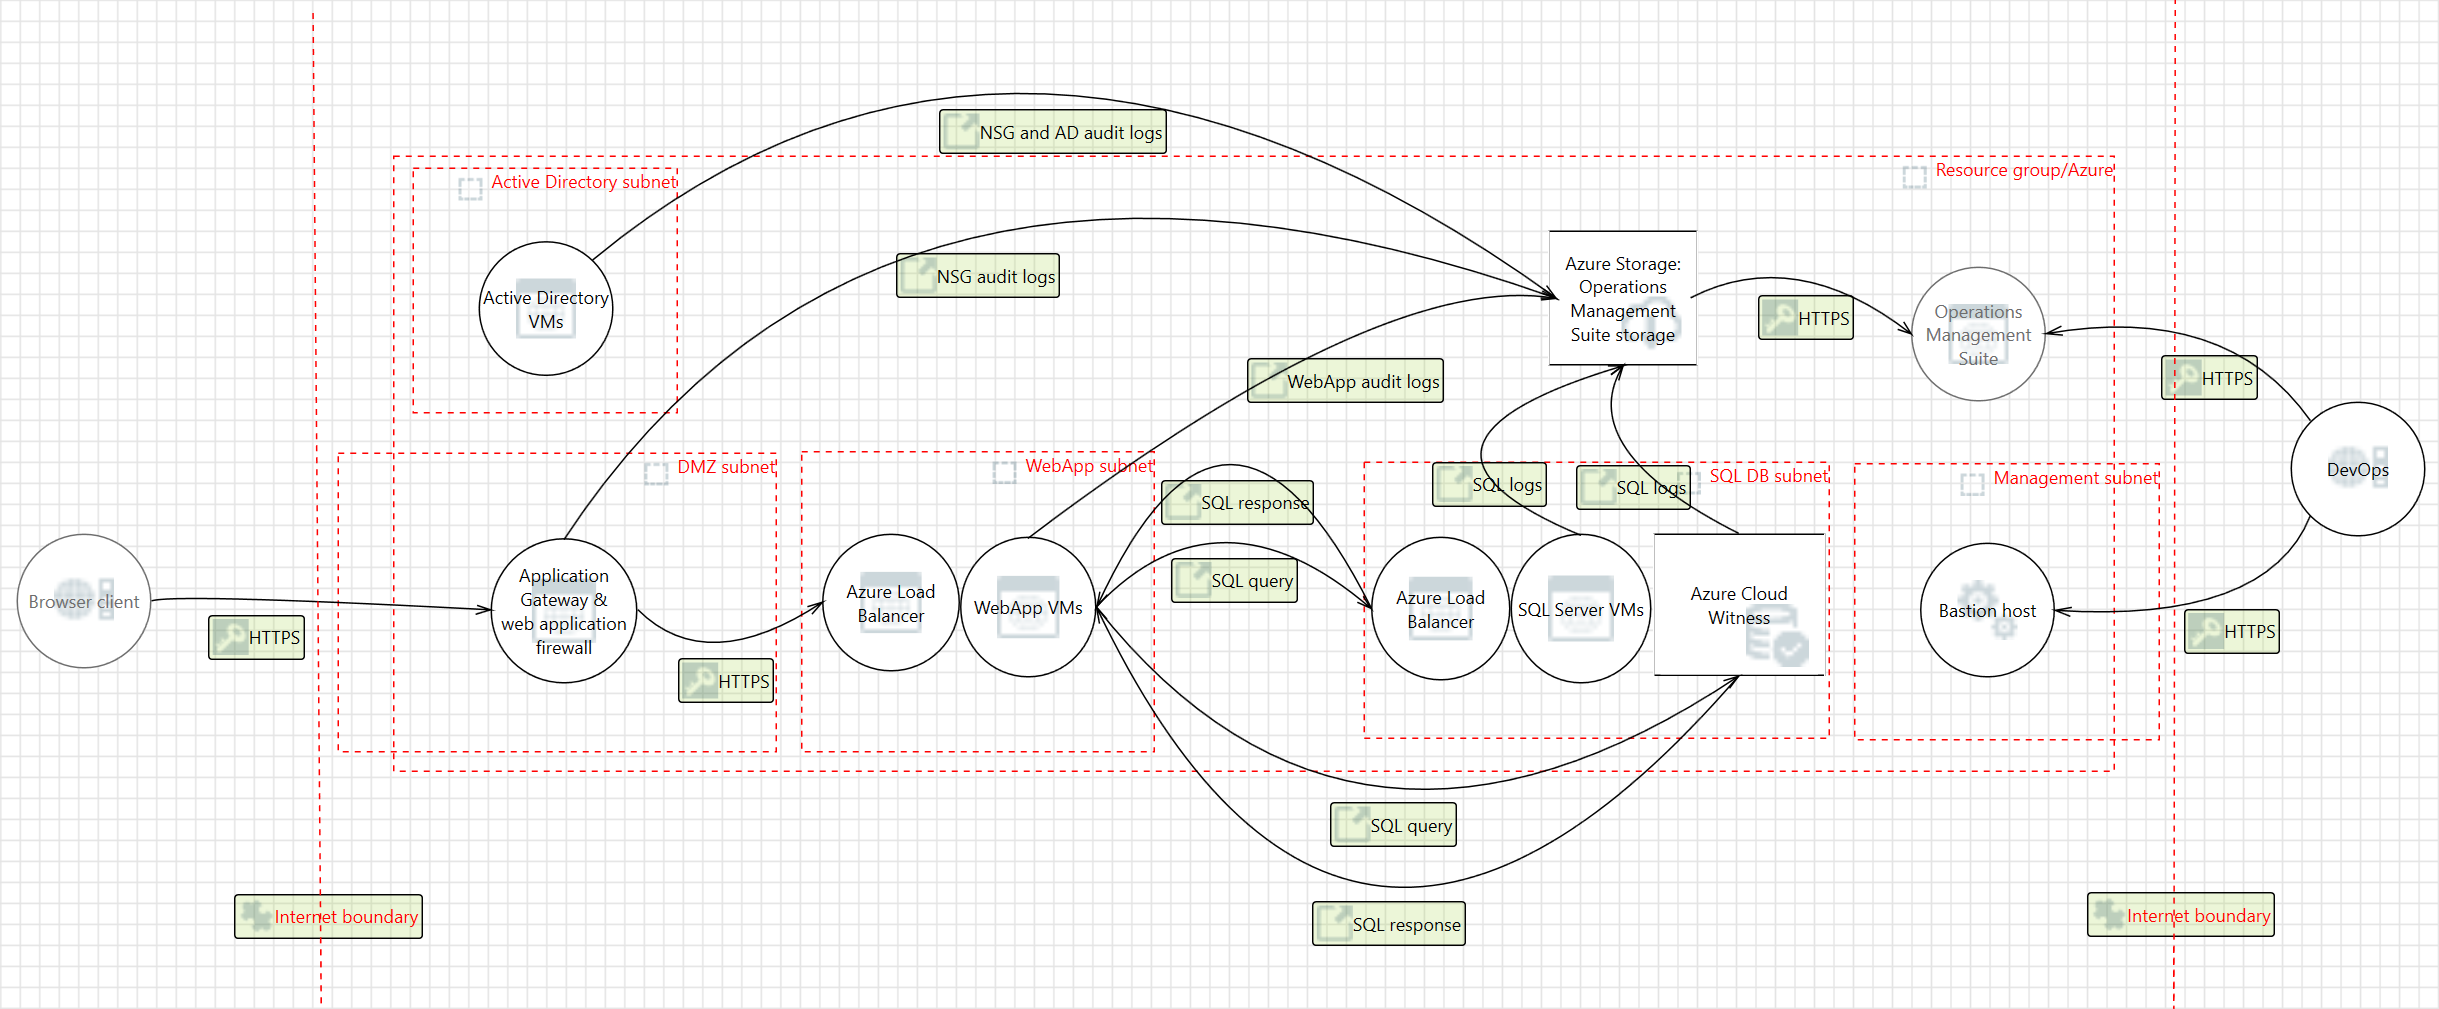 NSG and AD audit logs
Active Directory subnet
Resource group/Azure
NSG audit logs
Active Directory
VMs
Azure Storage:
Operations
Management
Suite storage
HTTPS
Operations
Management
Suite
HTTPS
WebApp audit logs
DevOps
DMZ subnet
WebApp subnet
SQL response
SQL logs
SQL logs
SQL DB subnet
Management subnet
SQL query
Browser client
HTTPS
Application
Gateway &
web application
firewall
HTTPS
Azure Load
Balancer
WebApp VMs
Azure Load
Balancer
SQL Server VMs
Azure Cloud
Witness
Bastion host
HTTPS
SQL query
SQL response
Internet boundary
Internet boundary